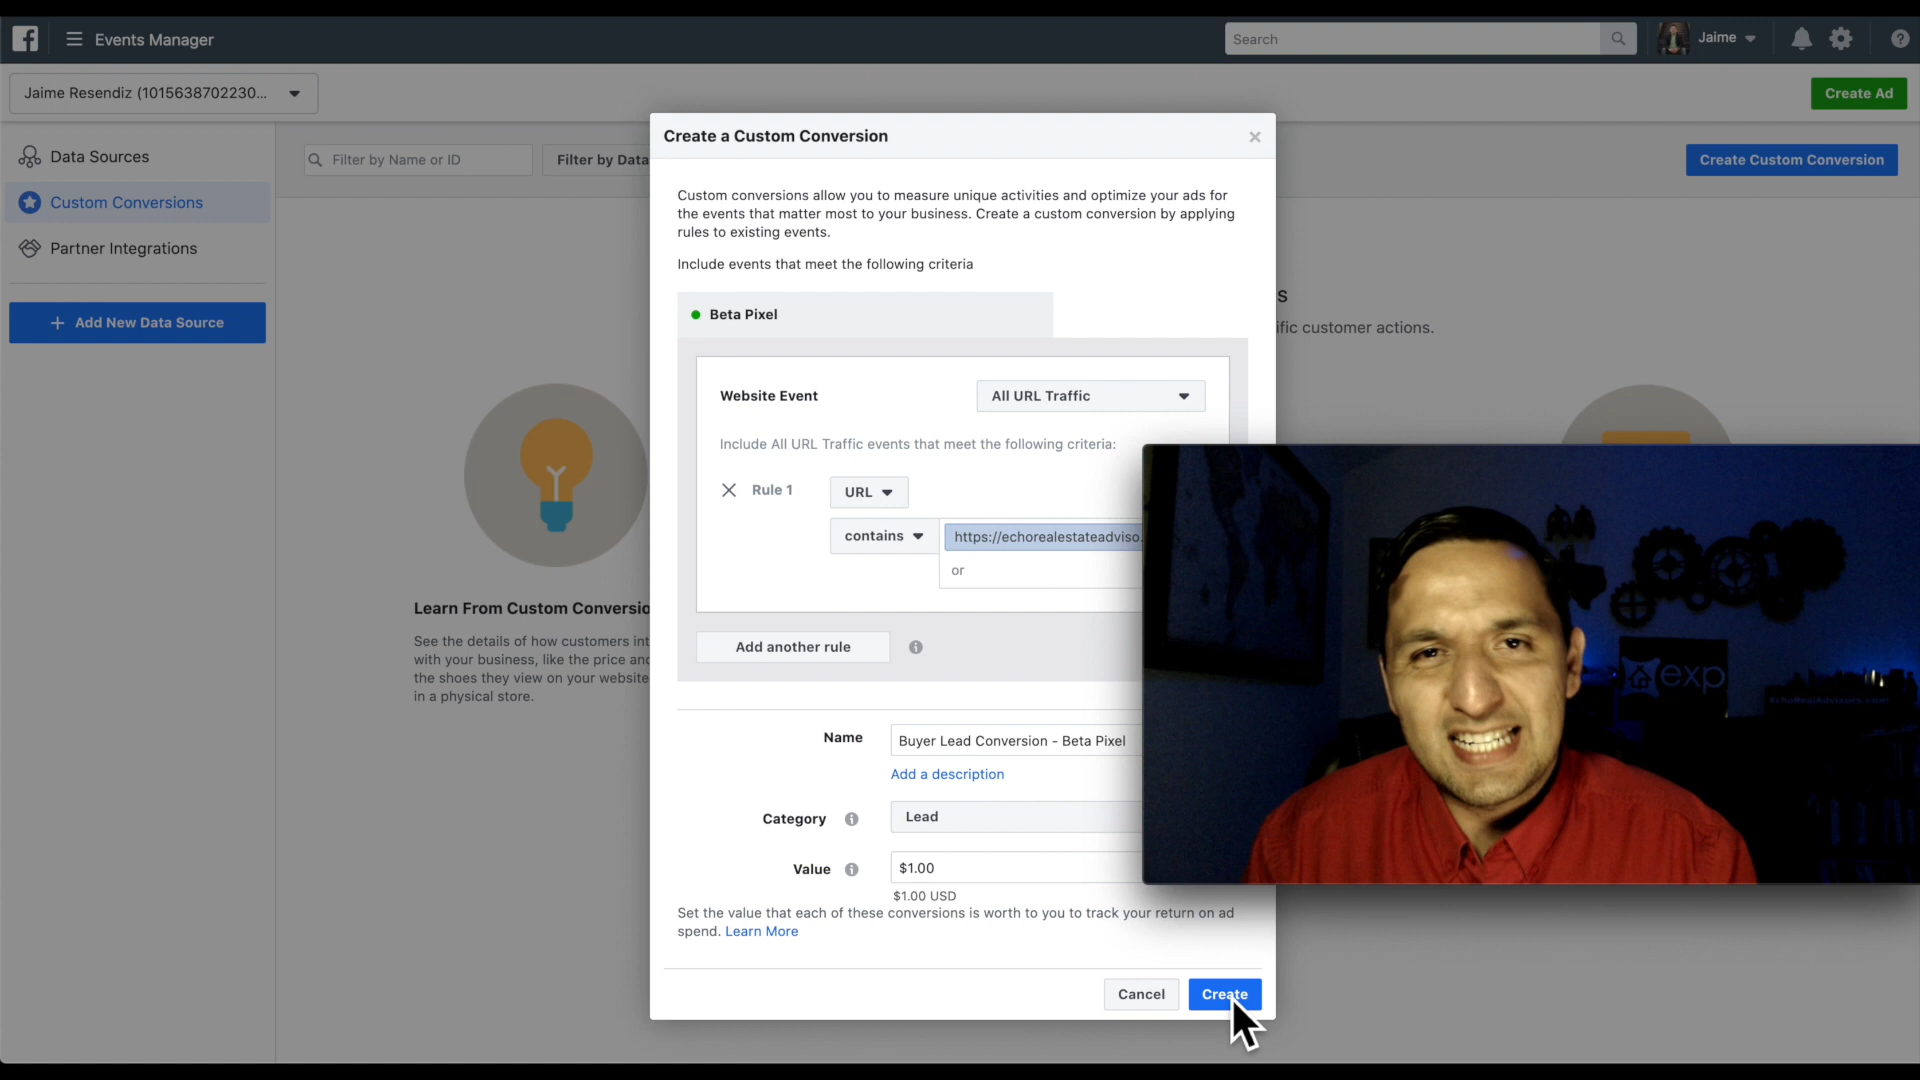 Events Manager
Search
Jaime
Jaime Resendiz (1015638702230...
Create Ad
Data Sources
Custom Conversions
Partner Integrations
Add New Data Source
Filter by Name or ID
Filter by Data
Create Custom Conversion
Create a Custom Conversion
Custom conversions allow you to measure unique activities and optimize your ads for
the events that matter most to your business. Create a custom conversion by applying
rules to existing events.
Include events that meet the following criteria
Beta Pixel
s
ific customer actions.
Website Event
All URL Traffic
Include All URL Traffic events that meet the following criteria:
Rule 1
URL
contains
https://echorealestateadviso.
or
Add another rule
Learn From Custom Conversio
See the details of how customers int
with your business, like the price and
the shoes they view on your website
in a physical store.
exp
Name
Buyer Lead Conversion - Beta Pixel
Add a description
Category
Lead
Value
$1.00
$1.00 USD
Set the value that each of these conversions is worth to you to track your return on ad
spend. Learn More
Cancel
Create